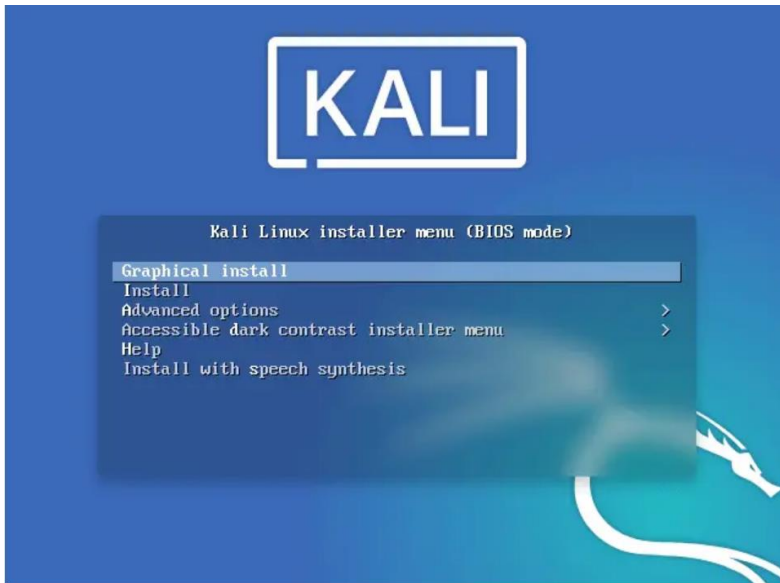 KALI
Kali Linux installer menu (BIOS mode)
Graphical install
Install
Advanced options >
Accessible dark contrast installer menu >
Help
Install with speech synthesis